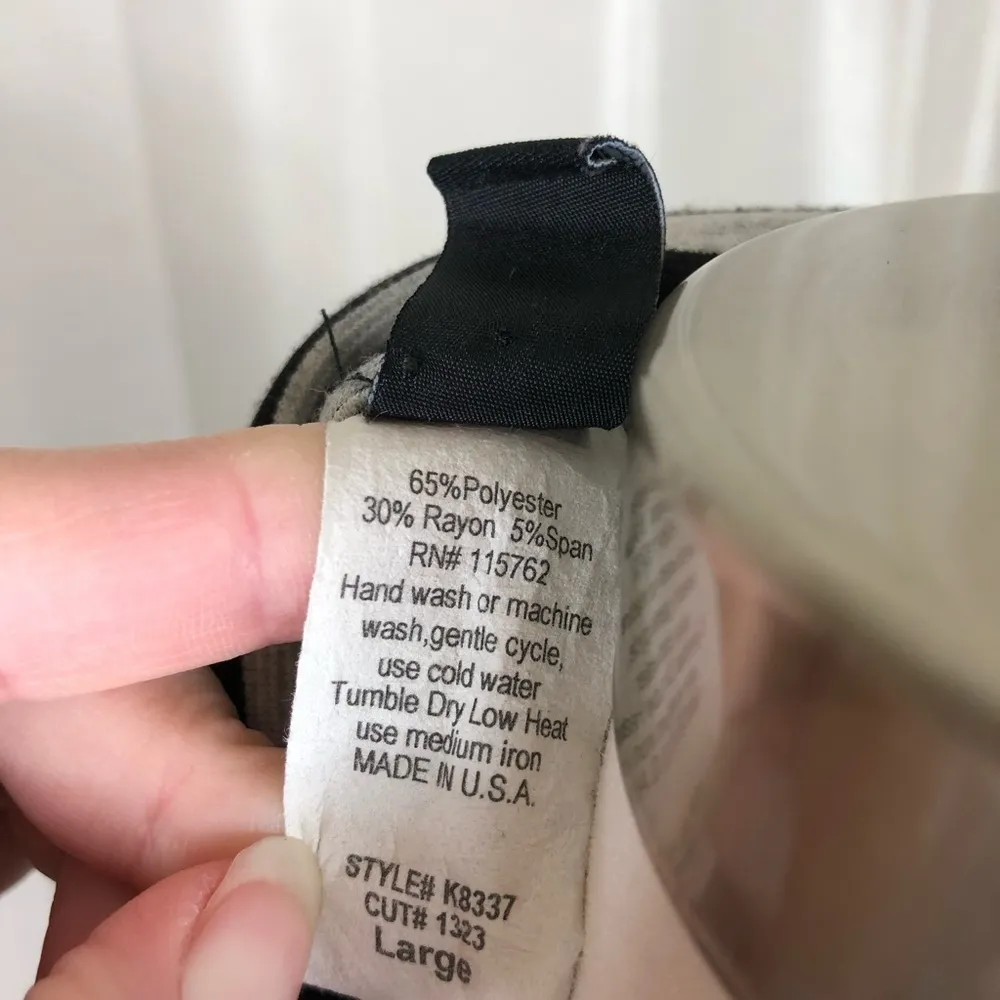 65%Polyester
30% Rayon 5%Span
RN# 115762
Hand wash or machine
wash,gentle cycle,
use cold water
Tumble Dry Low Heat
use medium iron
MADE IN U.S.A.
STYLE# K8337
CUT# 1323
Large